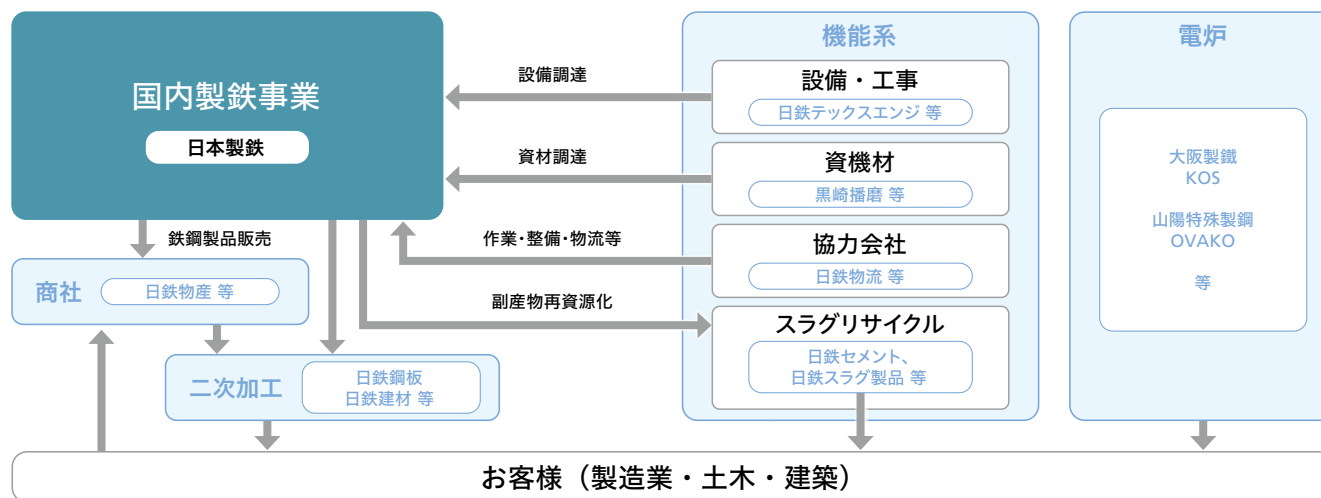 国内製鉄事業
日本製鉄
設備調達
資材調達
作業・整備・物流等
副産物再資源化
鉄鋼製品販売
商社
日鉄物産 等
二次加工
日鉄鋼板
日鉄建材 等
機能系
設備・工事
日鉄テックスエンジ 等
資機材
黒崎播磨 等
協力会社
日鉄物流 等
スラグリサイクル
日鉄セメント、
日鉄スラグ製品 等
電炉
大阪製鐵
KOS
山陽特殊製鋼
OVAKO
等
お客様（製造業・土木・建築）